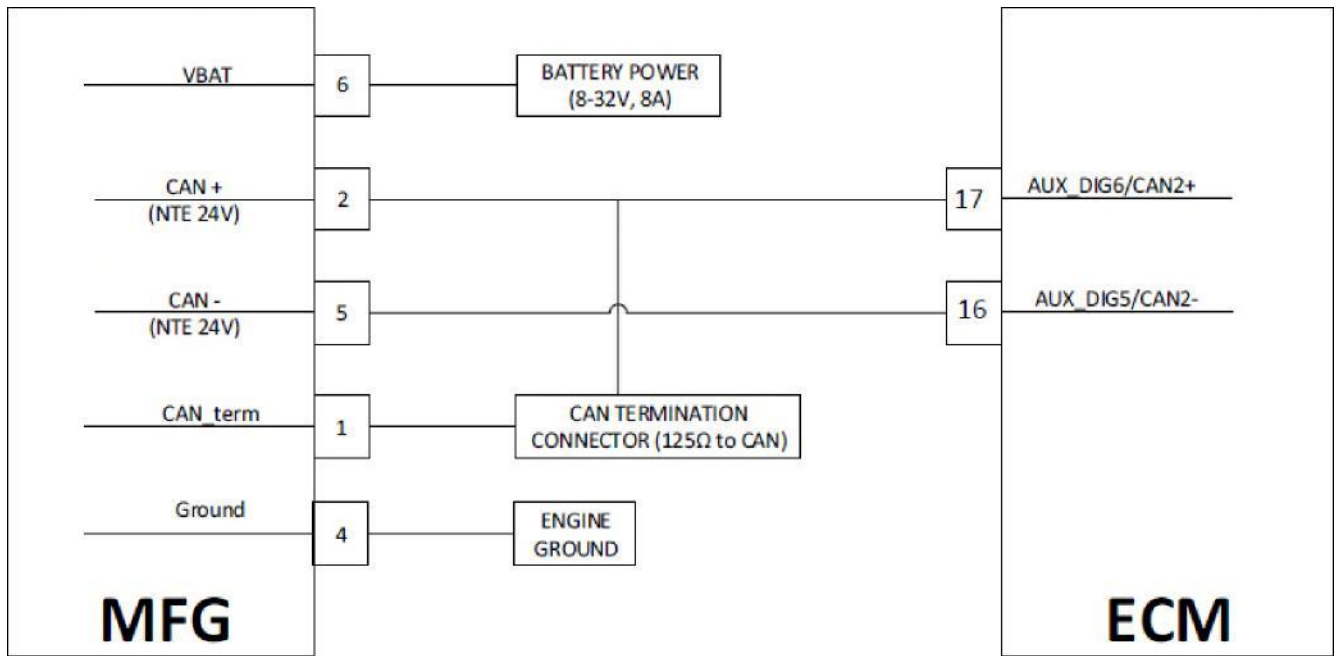 VBAT
6
BATTERY POWER
(8-32V, 8A)
CAN +
(NTE 24V)
2
17
AUX_DIG6/CAN2+
CAN -
(NTE 24V)
5
16
AUX_DIG5/CAN2-
CAN_term
1
CAN TERMINATION
CONNECTOR (125Ω to CAN)
Ground
4
ENGINE
GROUND
MFG
ECM